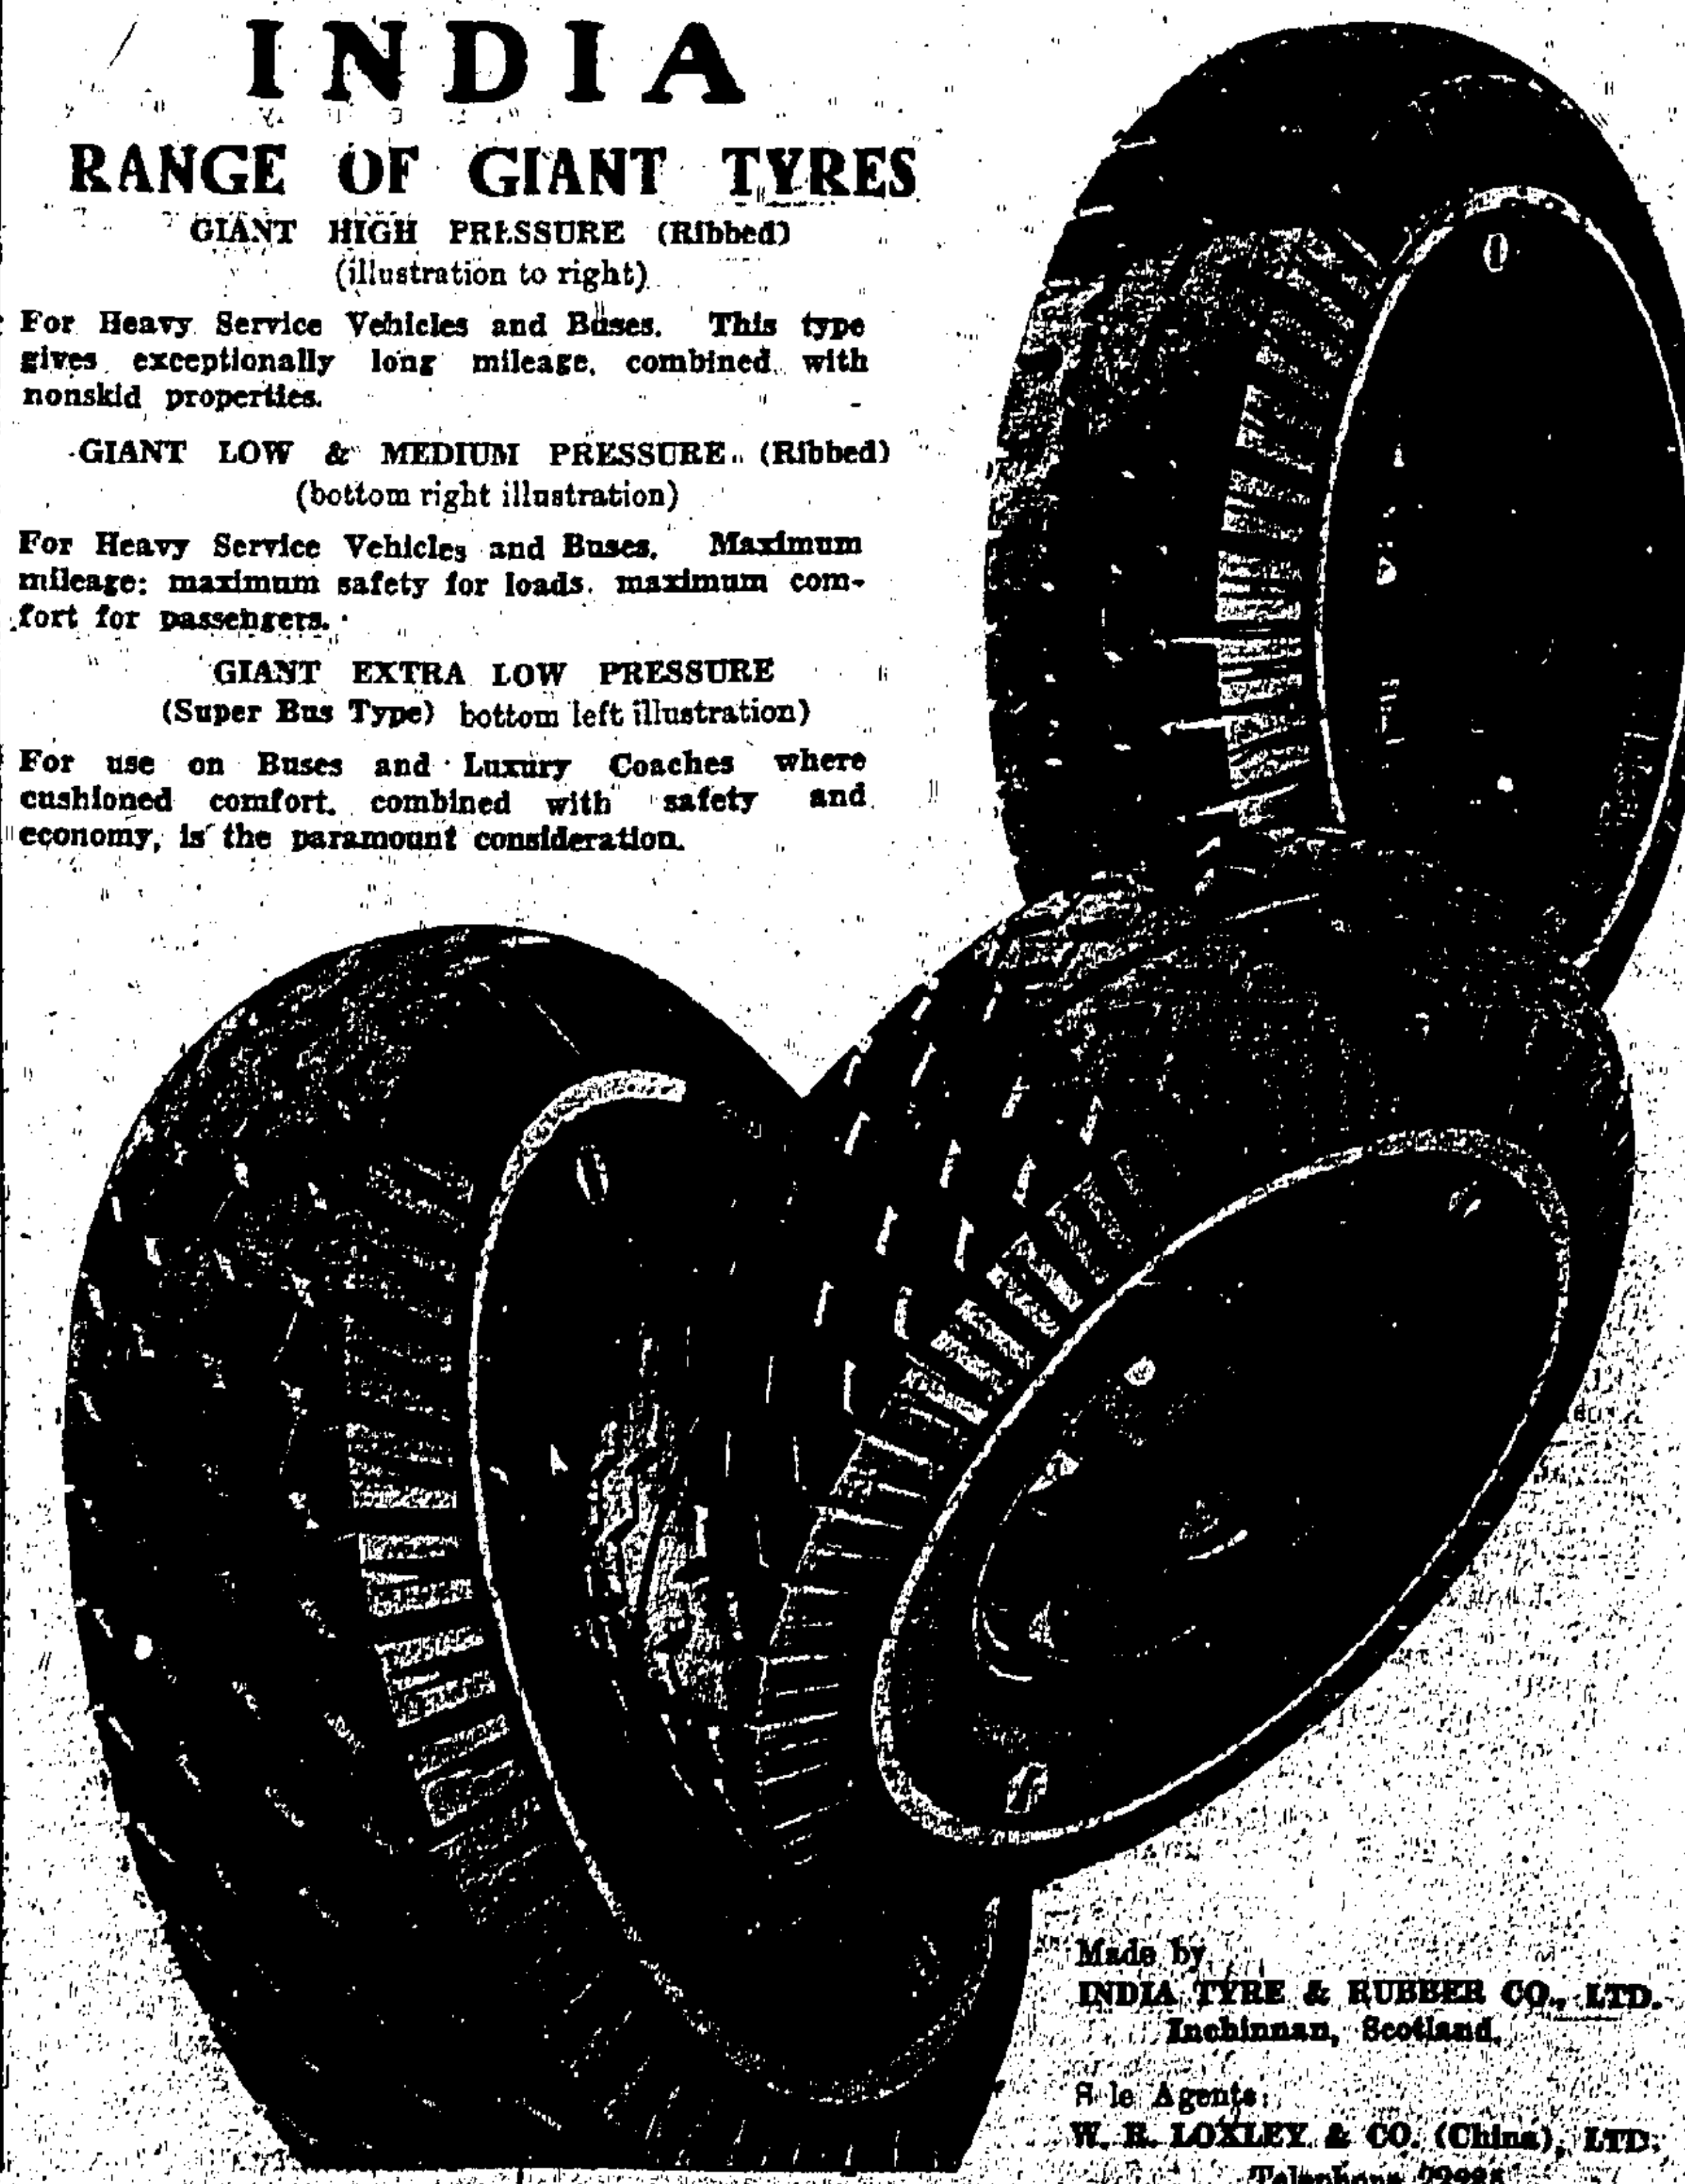 INDIA
RANGE OF GIANT TYRES
GIANT HIGH PRESSURE (Ribbed)
(illustration to right)
For Heavy Service Vehicles and Buses. This type
gives exceptionally long mileage, combined with
nonskid properties.
GIANT LOW & MEDIUM PRESSURE. (Ribbed)
(bottom right illustration)
For Heavy Service Vehicles and Buses. Maximum
mileage; maximum safety for loads, maximum com-
fort for passengers.
GIANT EXTRA LOW PRESSURE
(Super Bus Type) bottom left illustration)
For use on Buses and Luxury Coaches where
cushioned comfort, combined with safety and
economy, is the paramount consideration.
Made by
INDIA TYRE & RUBBER CO., LTD.
Inchinnan, Scotland.
Sole Agents:
W. R. LOXLEY & CO. (China), LTD.
Telephone